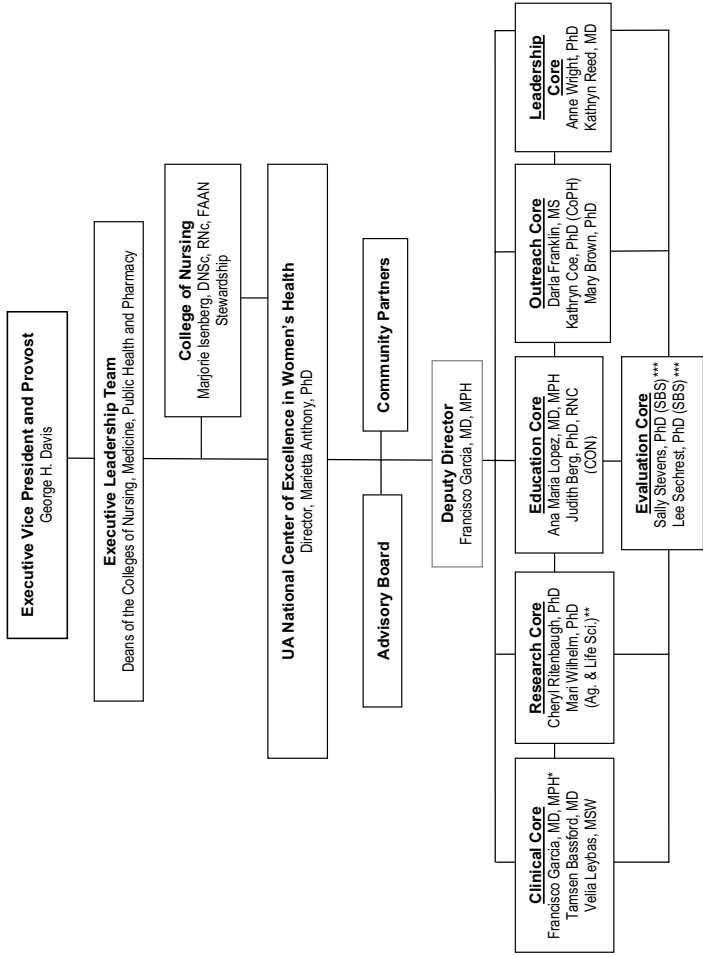 Executive Vice President and Provost
George H. Davis
Executive Leadership Team
Deans of the Colleges of Nursing, Medicine, Public Health and Pharmacy
College of Nursing
Marjorie Isenberg, DNSc, RNc, FAAN
Stewardship
UA National Center of Excellence in Women's Health
Director, Marietta Anthony, PhD
Advisory Board
Community Partners
Deputy Director
Francisco Garcia, MD, MPH
Clinical Core
Francisco Garcia, MD, MPH*
Tamsen Bassford, MD
Velia Leybas, MSW
Research Core
Cheryl Ritenbaugh, PhD
Mari Wilhelm, PhD
(Ag. & Life Sci.)**
Education Core
Ana Maria Lopez, MD, MPH
Judith Berg, PhD, RNC
(CON)
Outreach Core
Darla Franklin, MS
Kathryn Coe, PhD (CoPH)
Mary Brown, PhD
Leadership
Core
Anne Wright, PhD
Kathryn Reed, MD
Evaluation Core
Sally Stevens, PhD (SBS)***
Lee Sechrest, PhD (SBS)***